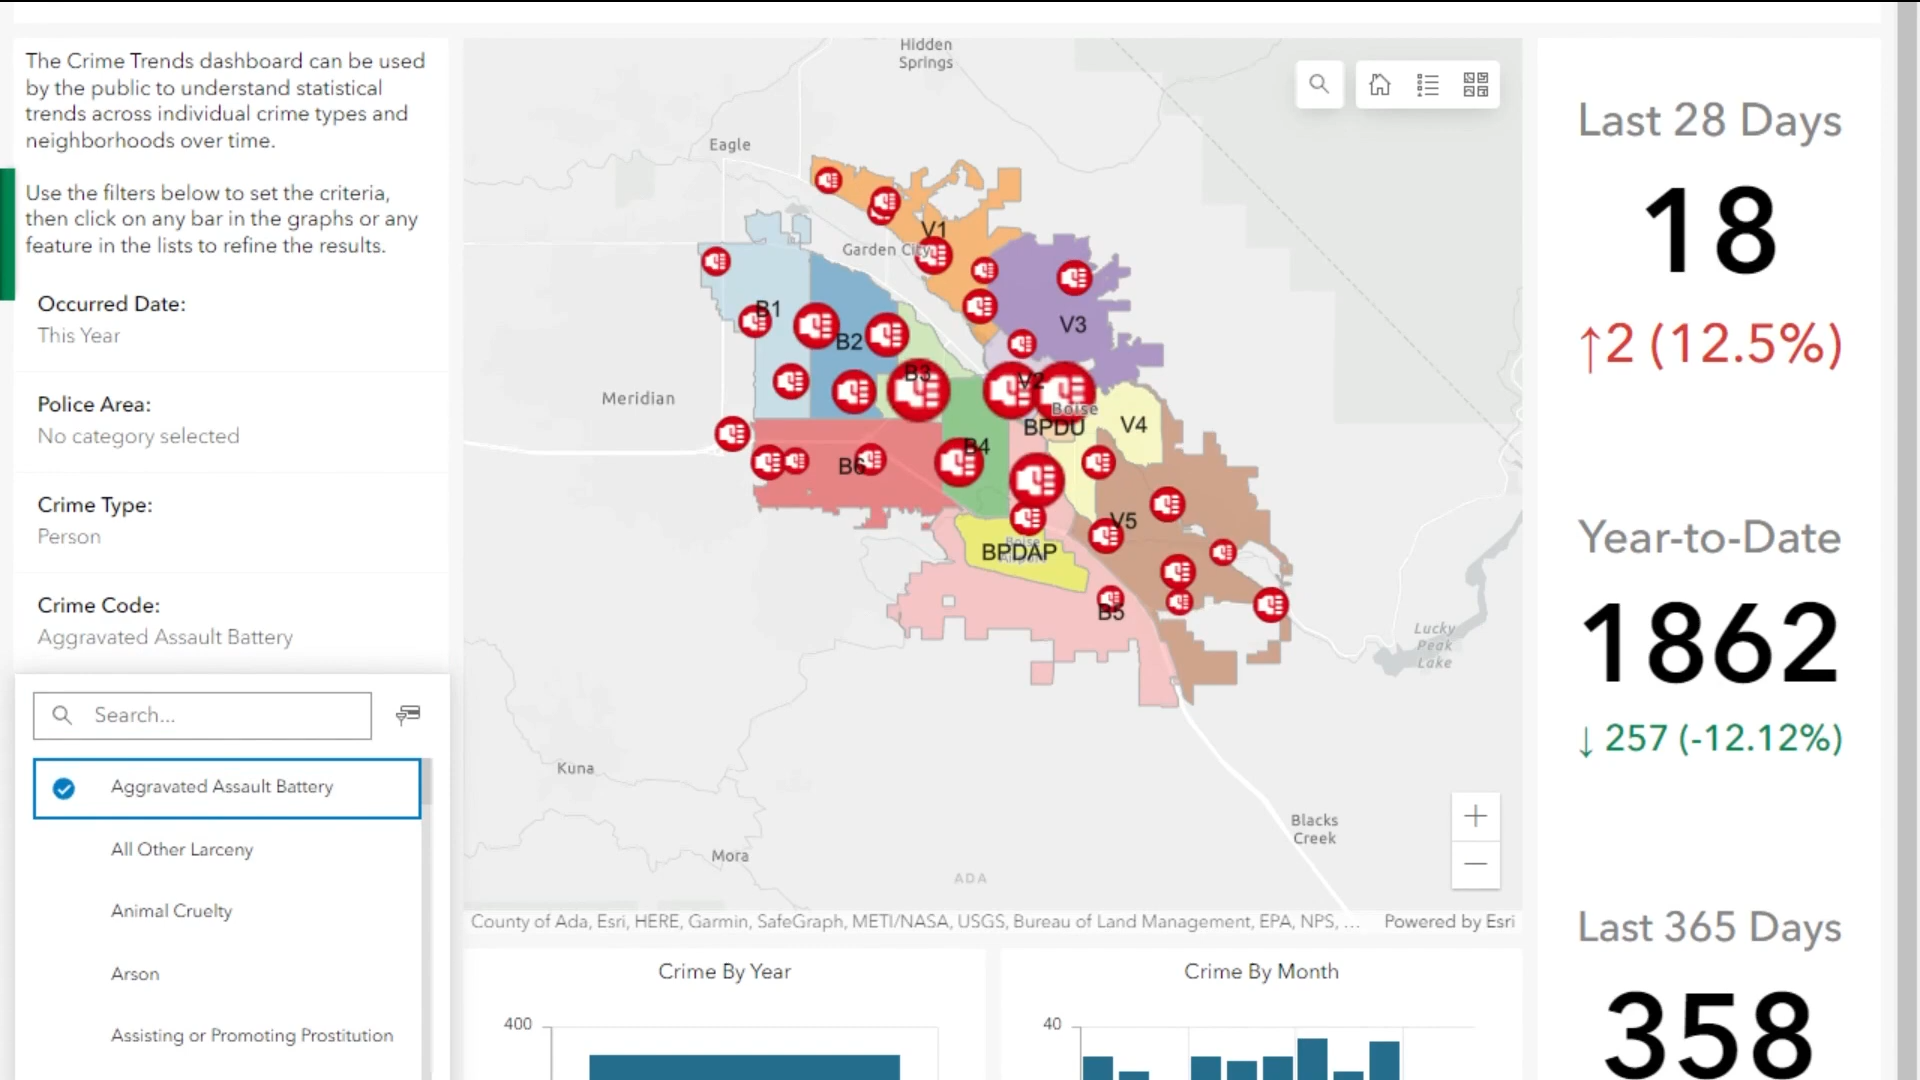 The Crime Trends dashboard can be used
by the public to understand statistical
trends across individual crime types and
neighborhoods over time.
Use the filters below to set the criteria,
then click on any bar in the graphs or any
feature in the lists to refine the results.
Occurred Date:
This Year
Police Area:
No category selected
Crime Type:
Person
Crime Code:
Aggravated Assault Battery
Search...
Aggravated Assault Battery
All Other Larceny
Animal Cruelty
Arson
Assisting or Promoting Prostitution
Hidden
Springs
Eagle
V1
Garden City
B1
B2
V3
B3
V2
Meridian
Boise
BPDU
V4
B4
B6
V5
Boise
Airport
BPDAP
B5
Lucky
Peak
Lake
Kuna
Blacks
Creek
Mora
ADA
County of Ada, Esri, HERE, Garmin, SafeGraph, METI/NASA, USGS, Bureau of Land Management, EPA, NPS, ...
Powered by Esri
Crime By Year
400
Crime By Month
40
Last 28 Days
18
↑2 (12.5%)
Year-to-Date
1862
↓ 257 (-12.12%)
Last 365 Days
358